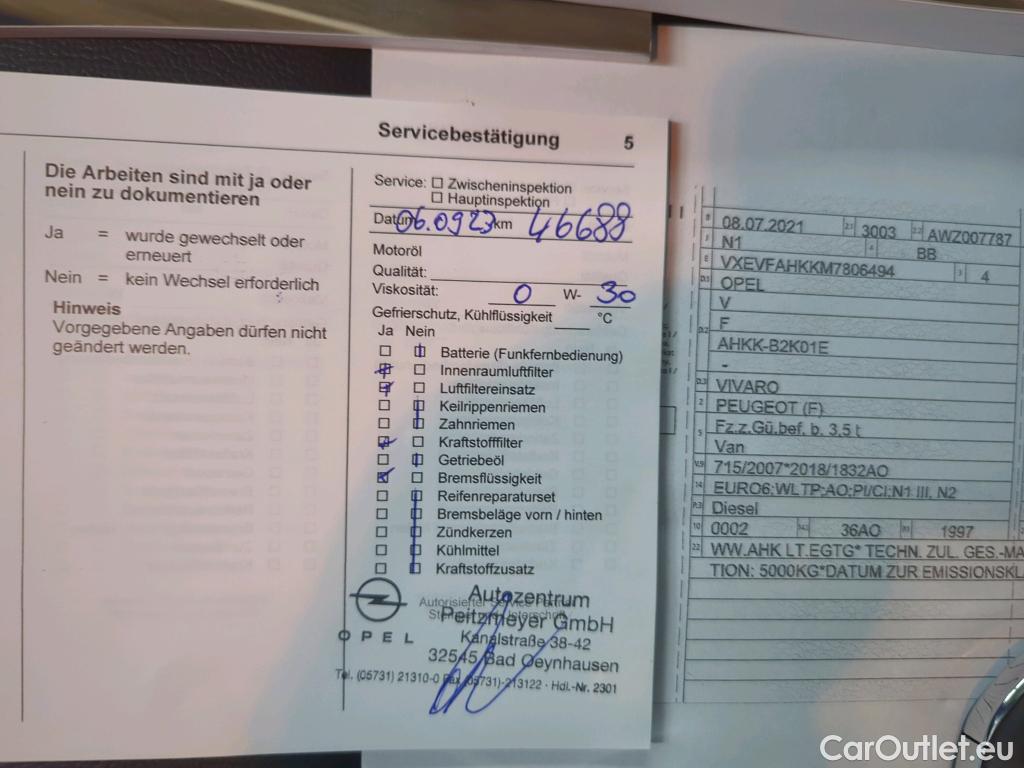 Servicebestätigung 5
Die Arbeiten sind mit ja oder
nein zu dokumentieren
Ja = wurde gewechselt oder
erneuert
Nein = kein Wechsel erforderlich
Hinweis
Vorgegebene Angaben dürfen nicht
geändert werden.
Service: Zwischeninspektion
Hauptinspektion
Datum 06.0923 km 46688
Motoröl
Qualität:
Viskosität: 0 W- 30
Gefrierschutz, Kühlflüssigkeit °C
Ja Nein
Batterie (Funkfernbedienung)
Innenraumluftfilter
Luftfiltereinsatz
Keilrippenriemen
Zahnriemen
Kraftstofffilter
Getriebeöl
Bremsflüssigkeit
Reifenreparaturset
Bremsbeläge vorn / hinten
Zündkerzen
Kühlmittel
Kraftstoffzusatz
OPEL
Autorisierter Service
Autozentrum
Peitzmeyer GmbH
Kanalstraße 38-42
32545 Bad Oeynhausen
Tel. (05731) 21310-0 Fax (05731)-213122 · Hdl.-Nr. 2301
08.07.2021 3003 AWZ007787
N1 BB
VXEVFAHKKM7806494 4
OPEL
V
F
AHKK-B2K01E
-
VIVARO
PEUGEOT (F)
Fz.z.Gü.bef. b. 3,5 t
Van
715/2007*2018/1832AO
EURO6;WLTP;AO;PI/CI;N1 III, N2
Diesel
0002 36AO 1997
WW.AHK LT.EGTG* TECHN. ZUL. GES.-MA
TION: 5000KG*DATUM ZUR EMISSIONSKL
CarOutlet.eu